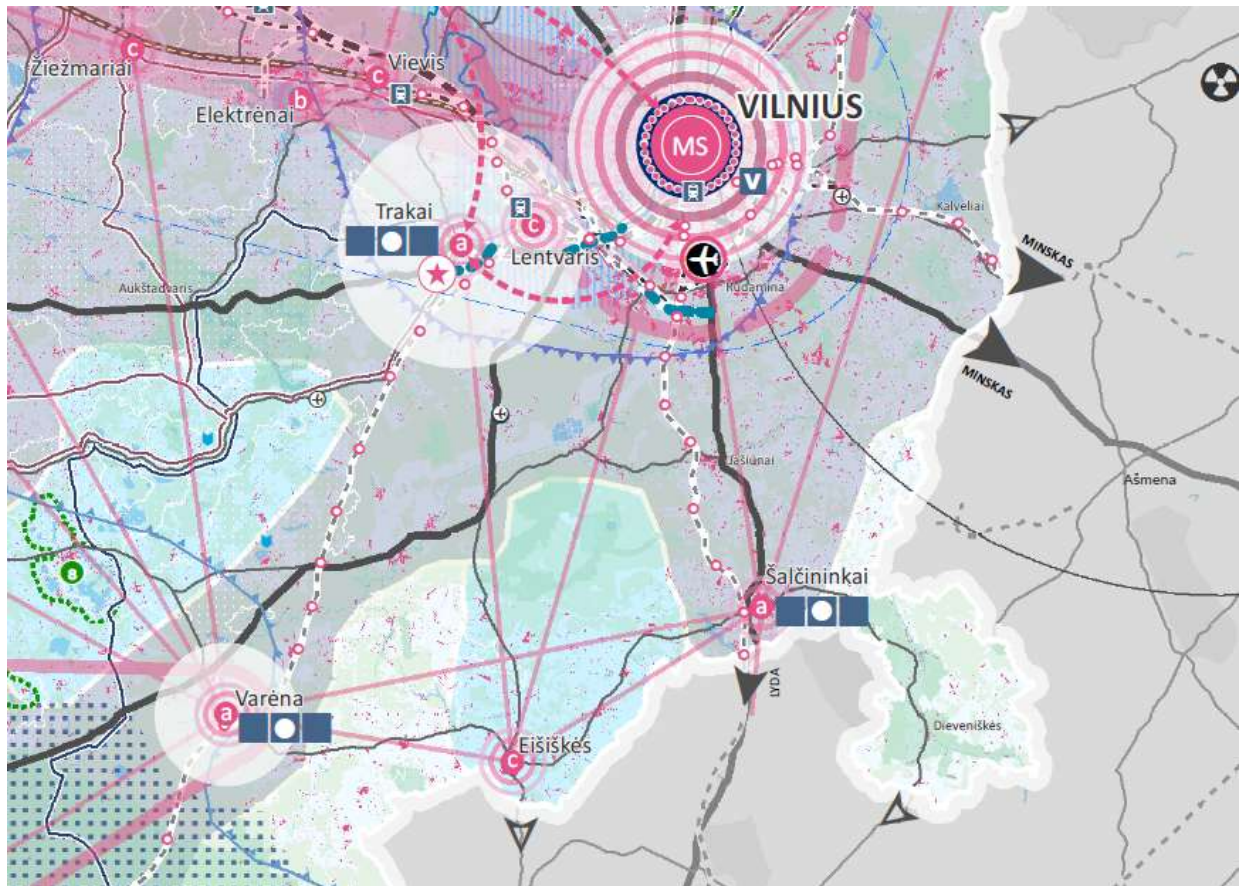 Žiežmariai
c
Vievis
c
Elektrėnai
b
VILNIUS
MS
V
Trakai
a
c
Lentvaris
Kalveliai
Aukštadvaris
Rudamina
MINSKAS
MINSKAS
Jašiūnai
Ašmena
Šalčininkai
a
Varėna
a
LYDA
Eišiškės
c
Dieveniškės